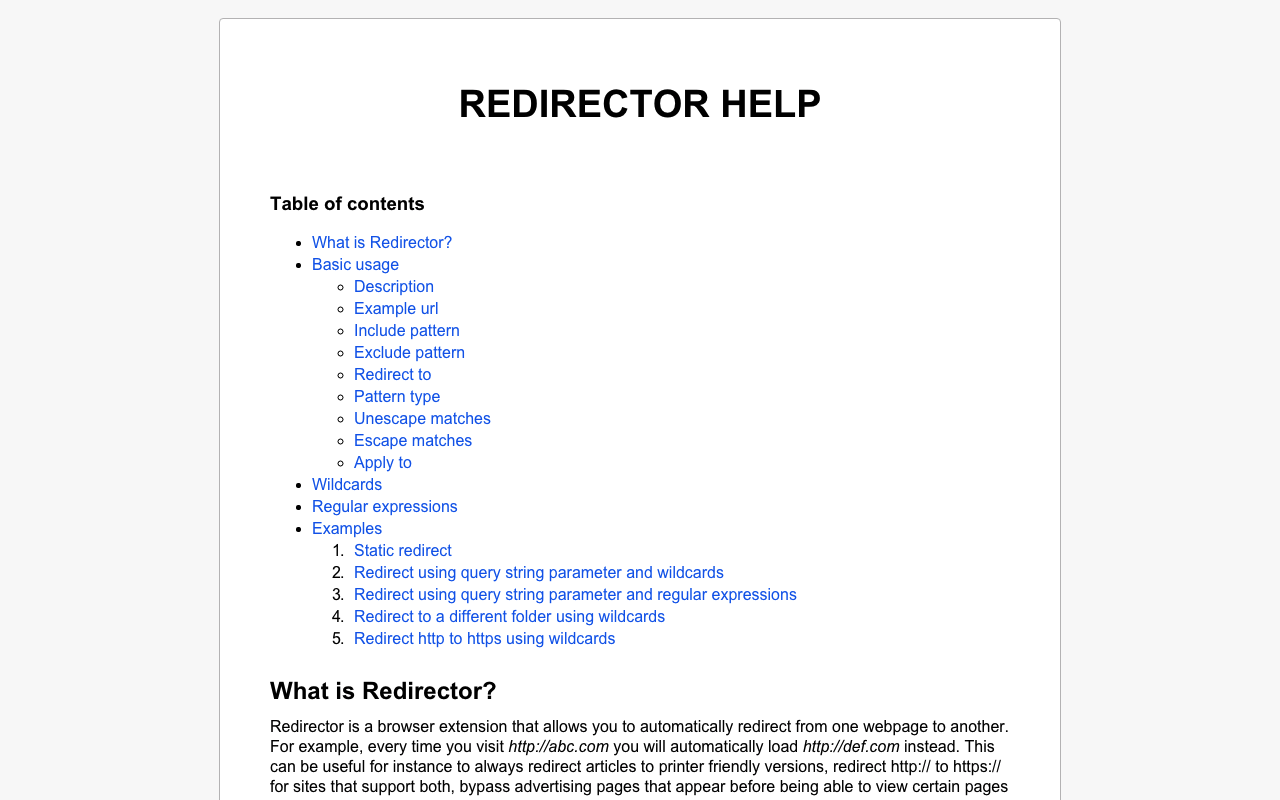 REDIRECTOR HELP
Table of contents
What is Redirector?
Basic usage
Description
Example url
Include pattern
Exclude pattern
Redirect to
Pattern type
Unescape matches
Escape matches
Apply to
Wildcards
Regular expressions
Examples
1. Static redirect
2. Redirect using query string parameter and wildcards
3. Redirect using query string parameter and regular expressions
4. Redirect to a different folder using wildcards
5. Redirect http to https using wildcards
What is Redirector?
Redirector is a browser extension that allows you to automatically redirect from one webpage to another.
For example, every time you visit http://abc.com you will automatically load http://def.com instead. This
can be useful for instance to always redirect articles to printer friendly versions, redirect http:// to https://
for sites that support both, bypass advertising pages that appear before being able to view certain pages